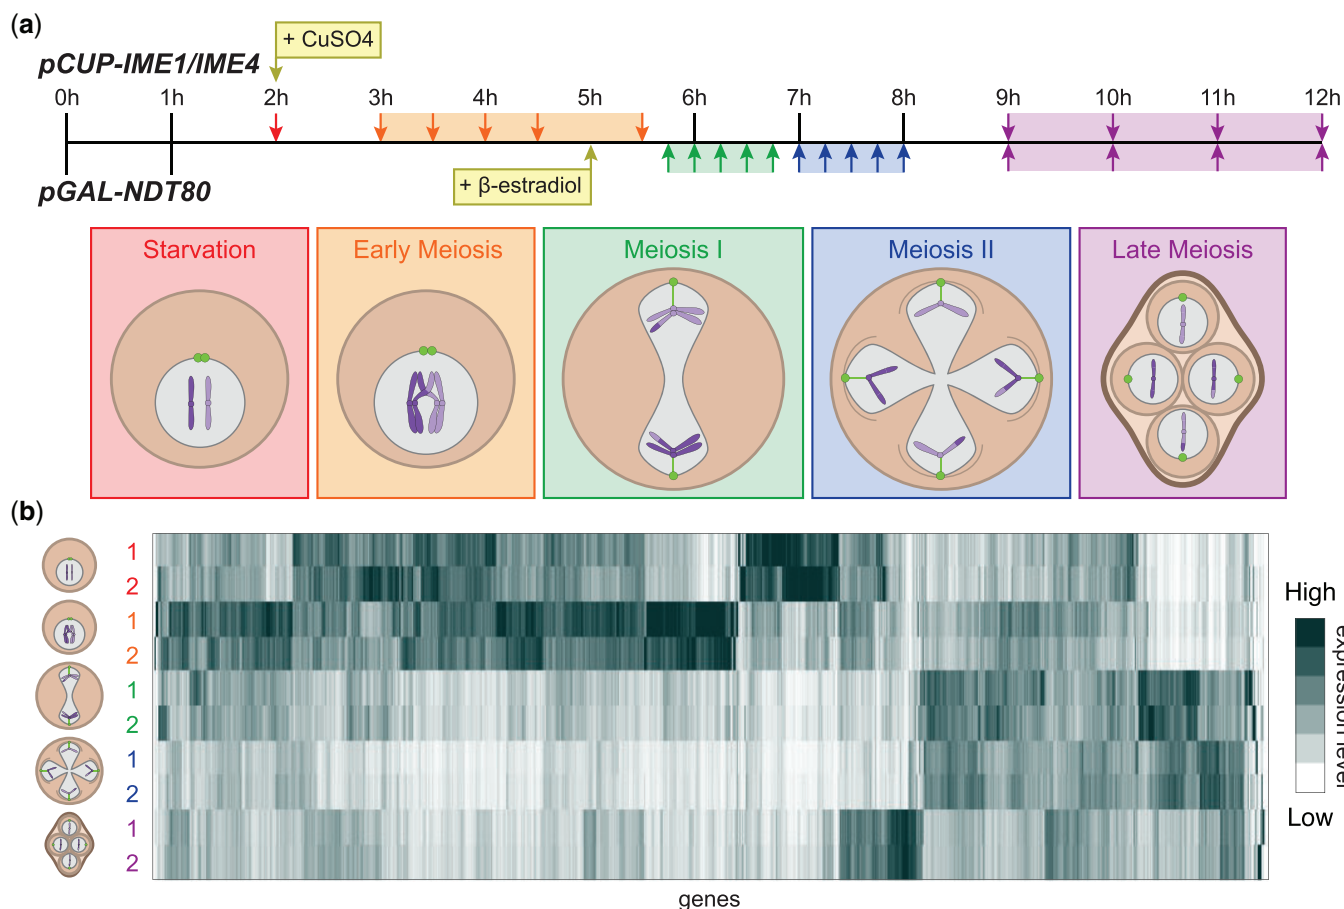 (a)
+ CuSO4
pCUP-IME1/IME4
0h 1h 2h 3h 4h 5h 6h 7h 8h 9h 10h 11h 12h
+ β-estradiol
pGAL-NDT80
Starvation Early Meiosis Meiosis I Meiosis II Late Meiosis
(b)
1
2
1
2
1
2
1
2
1
2
High
expression level
Low
genes